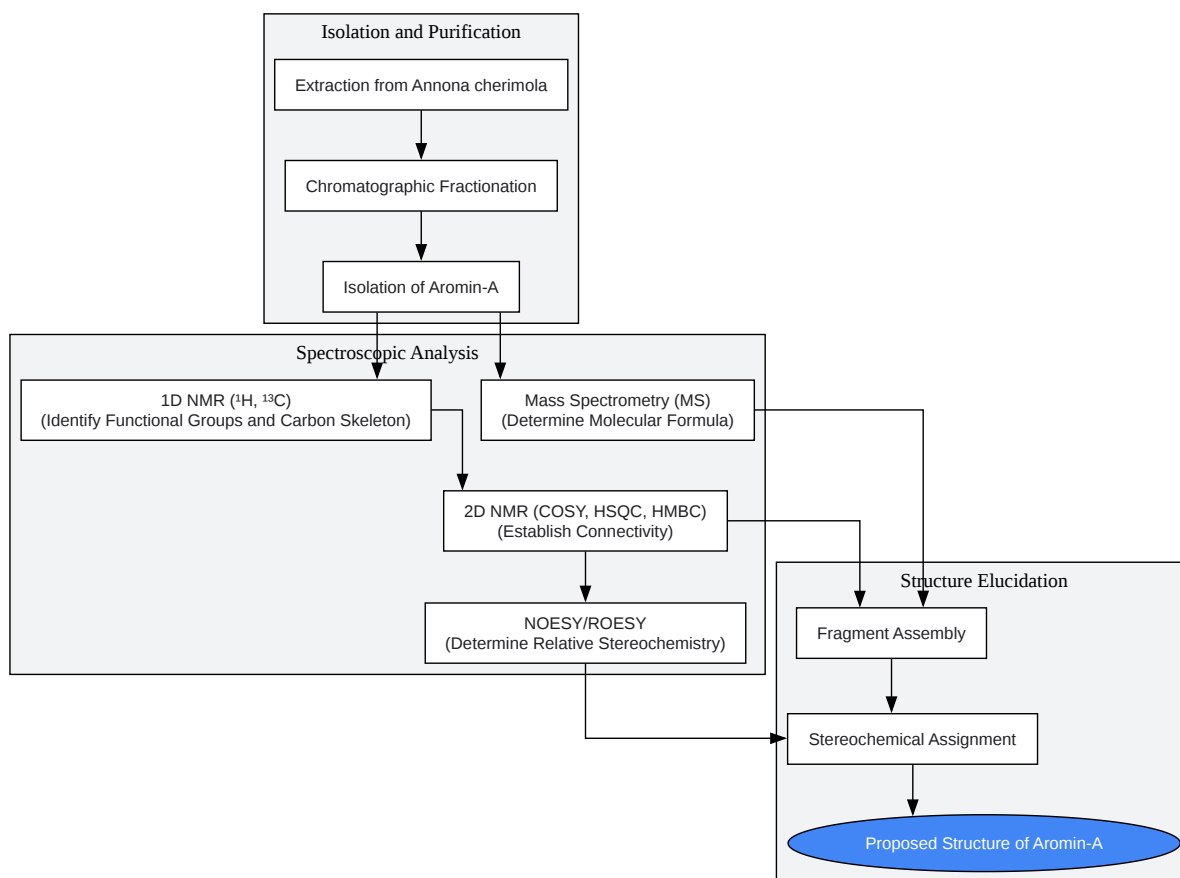 Isolation and Purification
Extraction from Annona cherimola
Chromatographic Fractionation
Isolation of Aromin-A
Spectroscopic Analysis
1D NMR (¹H, ¹³C)
(Identify Functional Groups and Carbon Skeleton)
Mass Spectrometry (MS)
(Determine Molecular Formula)
2D NMR (COSY, HSQC, HMBC)
(Establish Connectivity)
NOESY/ROESY
(Determine Relative Stereochemistry)
Structure Elucidation
Fragment Assembly
Stereochemical Assignment
Proposed Structure of Aromin-A